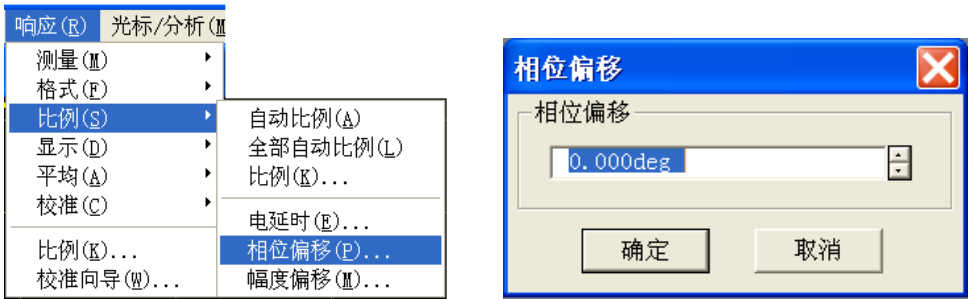 响应(R) 光标/分析(M
测量(M)
格式(F)
比例(S)
显示(D)
平均(A)
校准(C)
比例(K)...
校准向导(W)...
自动比例(A)
全部自动比例(L)
比例(K)...
电延时(E)...
相位偏移(P)...
幅度偏移(M)...
相位偏移
相位偏移
0.000deg
确定 取消